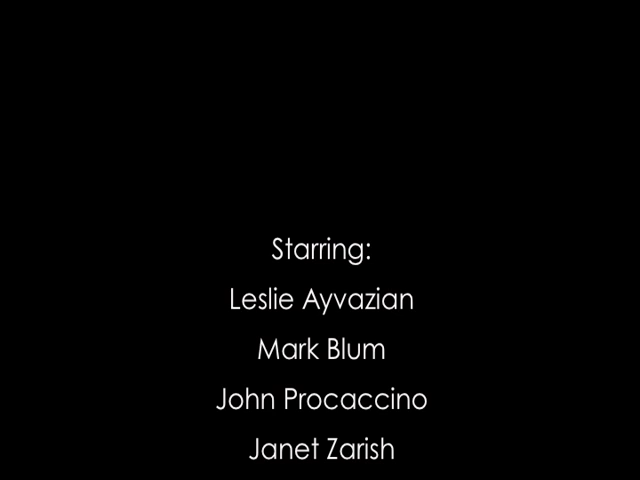 Starring:
Leslie Ayvazian
Mark Blum
John Procaccino
Janet Zarish